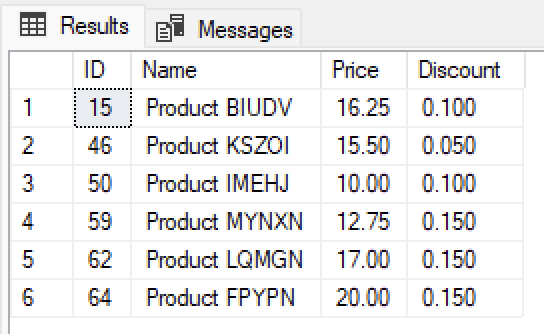 Results Messages
ID Name Price Discount
1 15 Product BIUDV 16.25 0.100
2 46 Product KSZOI 15.50 0.050
3 50 Product IMEHJ 10.00 0.100
4 59 Product MYNXN 12.75 0.150
5 62 Product LQMGN 17.00 0.150
6 64 Product FPYPN 20.00 0.150